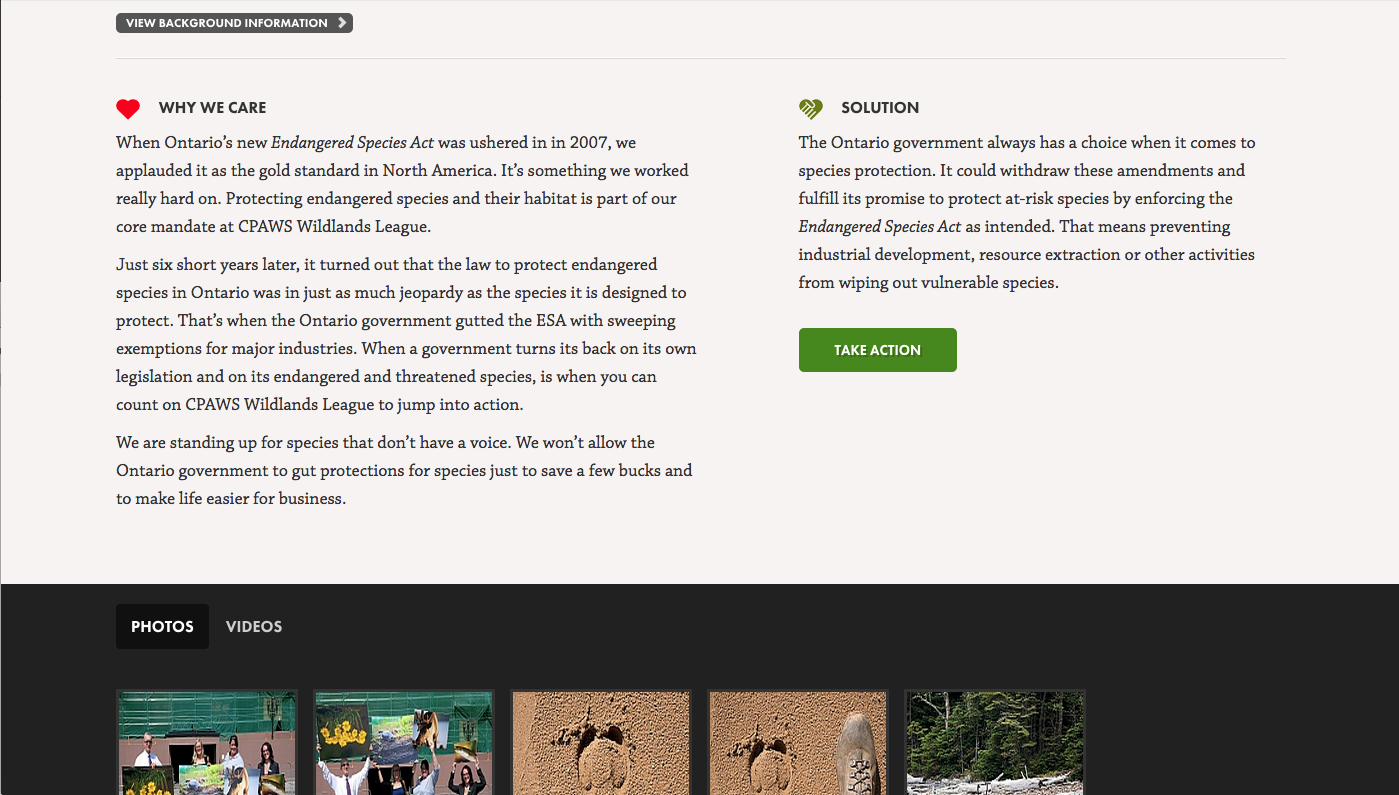 VIEW BACKGROUND INFORMATION
WHY WE CARE
When Ontario's new Endangered Species Act was ushered in in 2007, we
applauded it as the gold standard in North America. It's something we worked
really hard on. Protecting endangered species and their habitat is part of our
core mandate at CPAWS Wildlands League.
Just six short years later, it turned out that the law to protect endangered
species in Ontario was in just as much jeopardy as the species it is designed to
protect. That's when the Ontario government gutted the ESA with sweeping
exemptions for major industries. When a government turns its back on its own
legislation and on its endangered and threatened species, is when you can
count on CPAWS Wildlands League to jump into action.
We are standing up for species that don't have a voice. We won't allow the
Ontario government to gut protections for species just to save a few bucks and
to make life easier for business.
SOLUTION
The Ontario government always has a choice when it comes to
species protection. It could withdraw these amendments and
fulfill its promise to protect at-risk species by enforcing the
Endangered Species Act as intended. That means preventing
industrial development, resource extraction or other activities
from wiping out vulnerable species.
TAKE ACTION
PHOTOS
VIDEOS